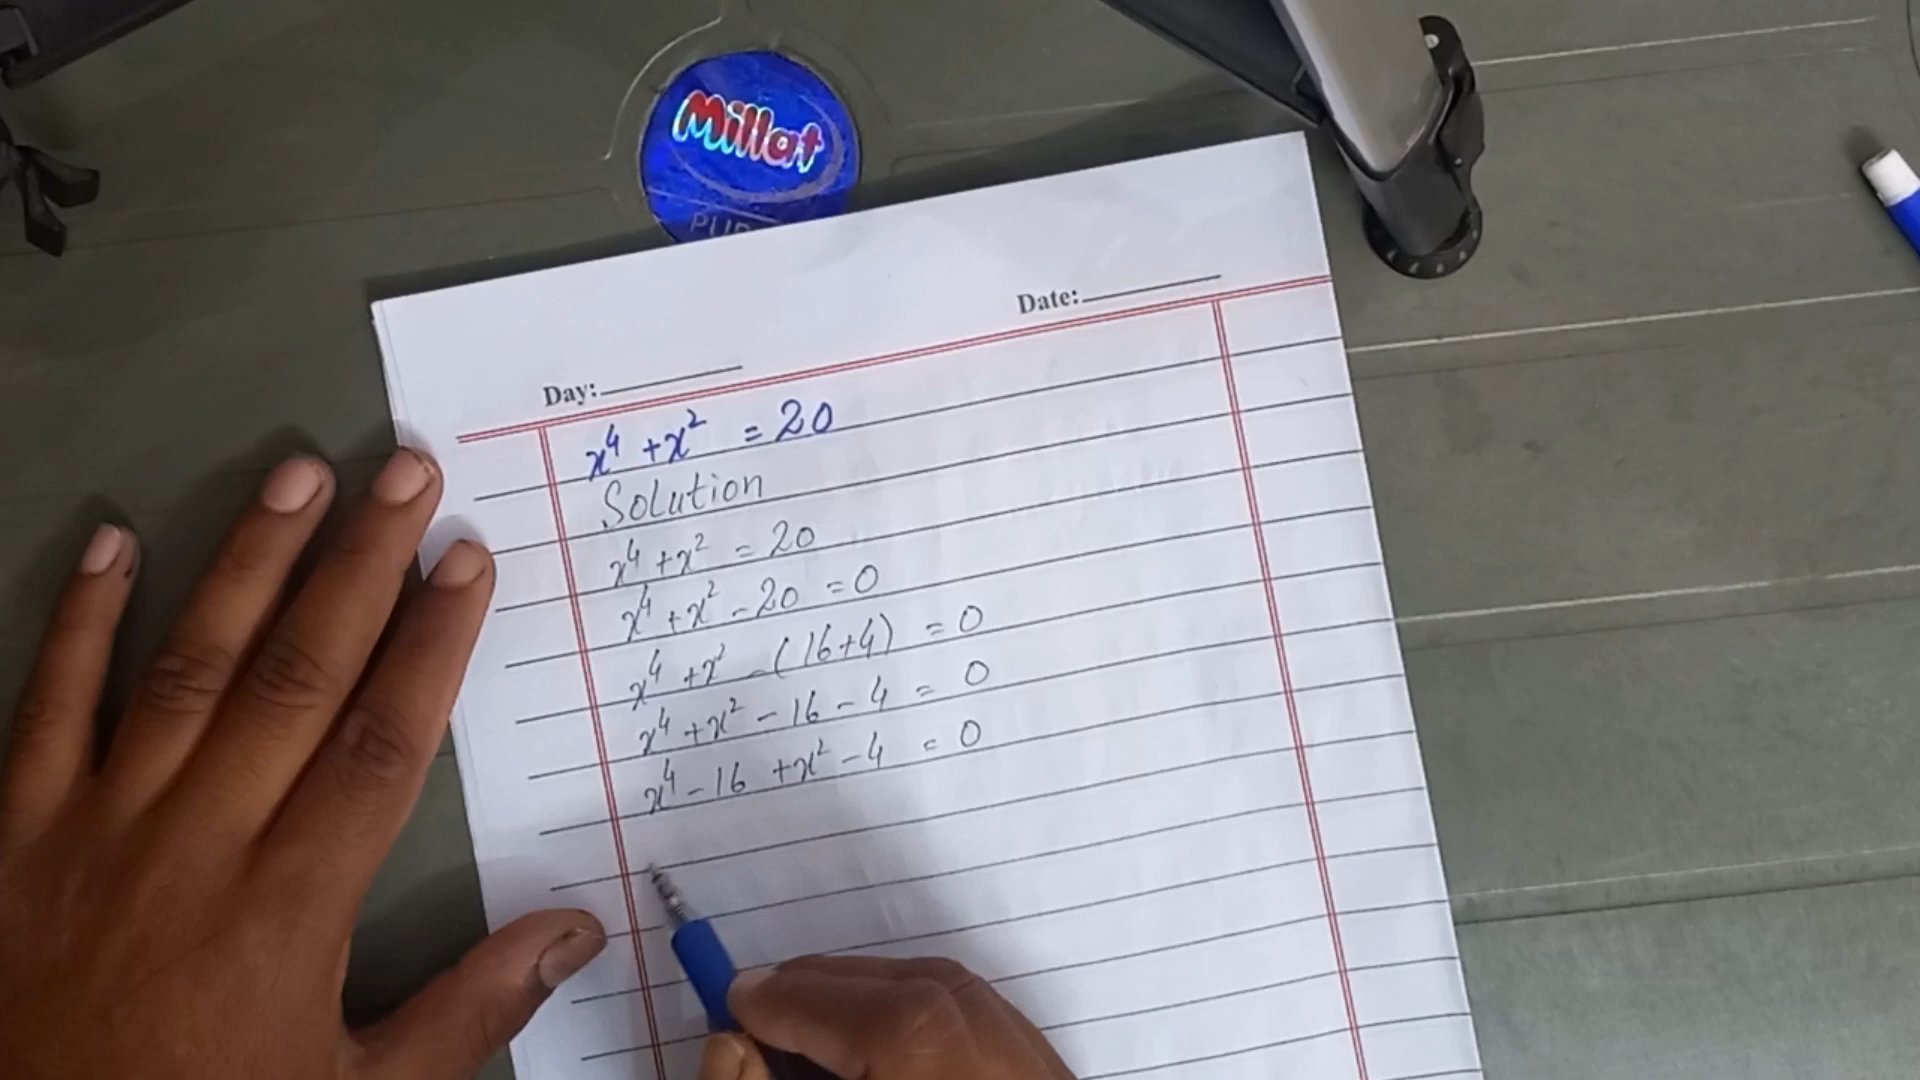 Millat
PUR
Date:
Day:
x⁴ + x² = 20
Solution
x⁴ + x² = 20
x⁴ + x² - 20 = 0
x⁴ + x² - (16+4) = 0
x⁴ + x² - 16 - 4 = 0
x⁴ - 16 + x² - 4 = 0